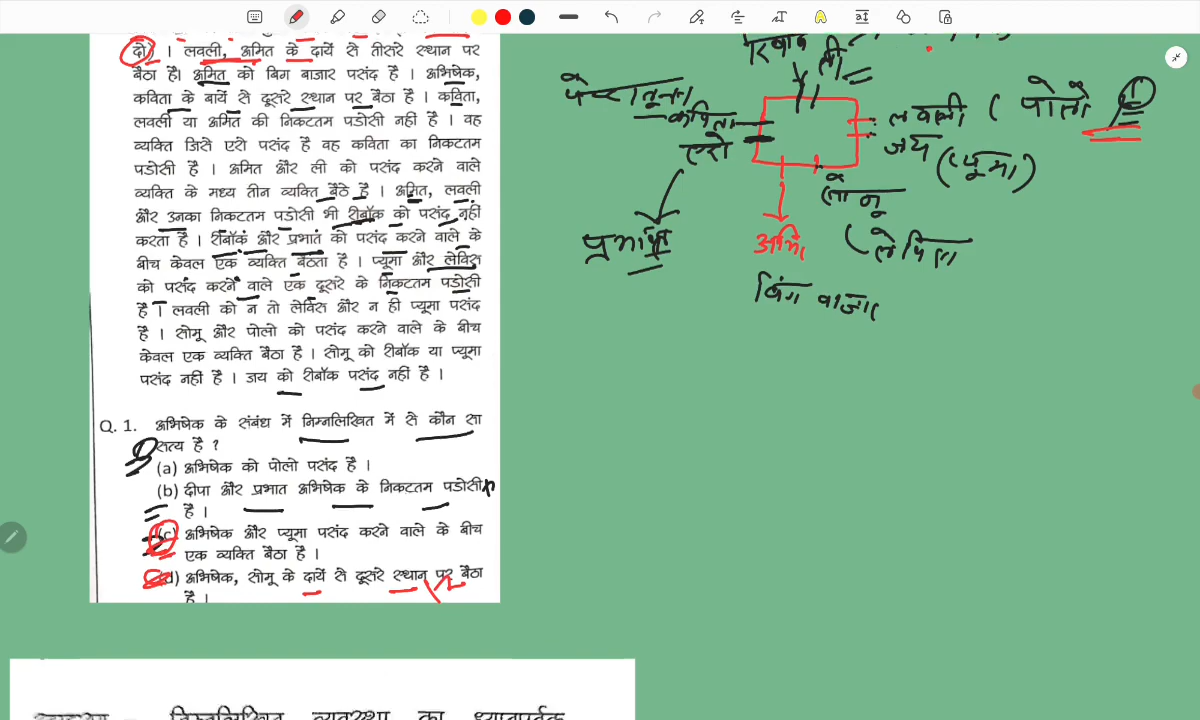 दो) । लवली, अमित के दायें से तीसरे स्थान पर
बैठा है। अमित को बिग बाजार पसंद है । अभिषेक,
कविता के बायें से दूसरे स्थान पर बैठा है । कविता,
लवली या अमित की निकटतम पडोसी नहीं है । वह
व्यक्ति जिसे एरो पसंद है वह कविता का निकटतम
पडोसी है । अमित और ली को पसंद करने वाले
व्यक्ति के मध्य तीन व्यक्ति बैठे है । अमित, लवली
और उनका निकटतम पडोसी भी रीबॉक को पसंद नहीं
करता है । रीबॉक और प्रभात को पसंद करने वाले के
बीच केवल एक व्यक्ति बैठता है । प्यूमा और लेविस
को पसंद करने वाले एक दूसरे के निकटतम पडोसी
है । लवली को न तो लेविस और न ही प्यूमा पसंद
है । सोमू और पोलो को पसंद करने वाले के बीच
केवल एक व्यक्ति बैठा है । सोमू को रीबॉक या प्यूमा
पसंद नहीं है । जय को रीबॉक पसंद नहीं है ।
Q. 1. अभिषेक के संबंध में निम्नलिखित में से कौन सा
सत्य है ?
(a) अभिषेक को पोलो पसंद है ।
(b) दीपा और प्रभात अभिषेक के निकटतम पडोसी
है ।
(c) अभिषेक और प्यूमा पसंद करने वाले के बीच
एक व्यक्ति बैठा है ।
(d) अभिषेक, सोमू के दायें से दूसरे स्थान पर बैठा
है ।
ली
कविता
एरो
लवली ( पोलो
जय (प्यूमा)
प्रभात
बिग बाजार
निम्नलिखित व्यवस्था का ध्यानपूर्वक